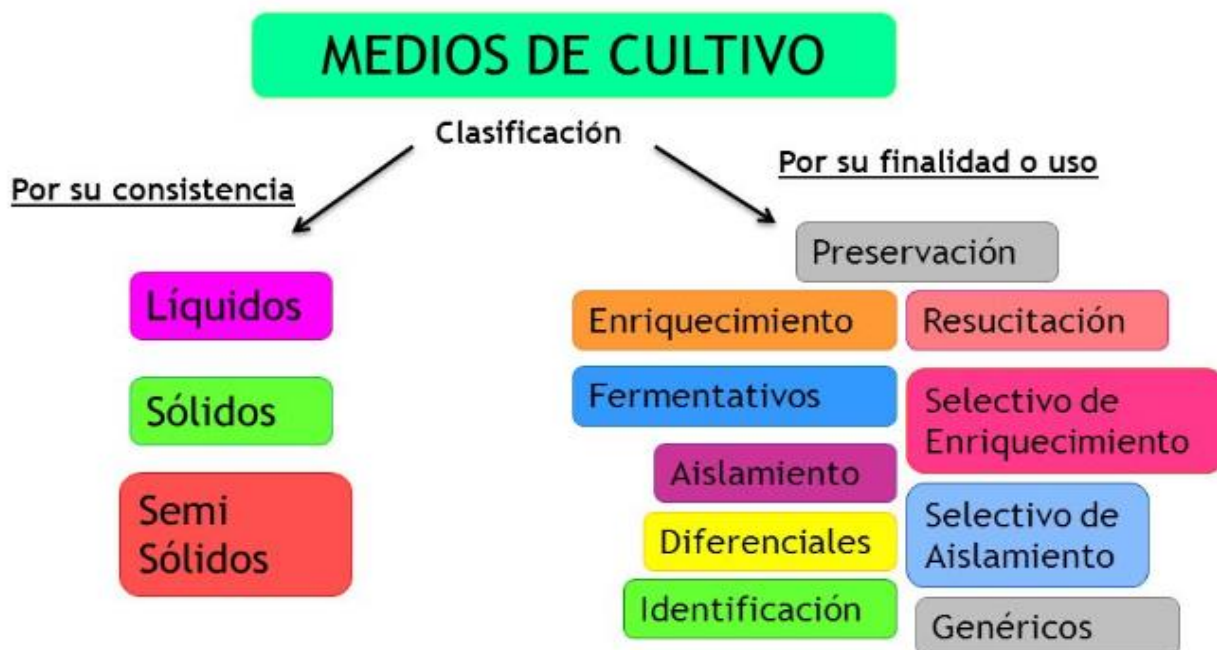 MEDIOS DE CULTIVO
Clasificación
Por su consistencia
Líquidos
Sólidos
Semi
Sólidos
Por su finalidad o uso
Preservación
Enriquecimiento
Resucitación
Fermentativos
Selectivo de
Enriquecimiento
Aislamiento
Selectivo de
Aislamiento
Diferenciales
Identificación
Genéricos